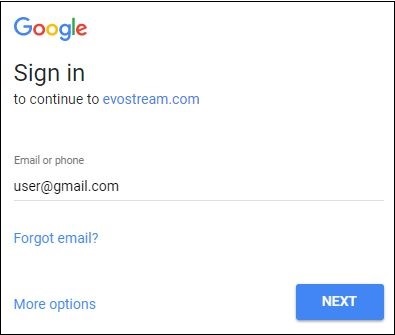 Google
Sign in
to continue to evostream.com
Email or phone
user@gmail.com
Forgot email?
More options
NEXT